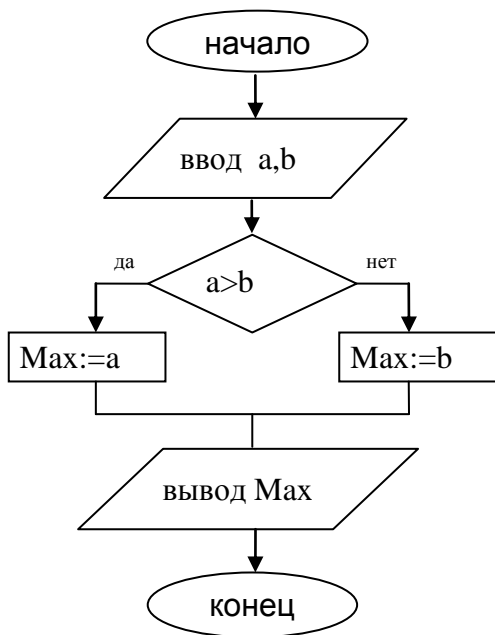 начало
ввод a,b
да
a>b
нет
Max:=a
Max:=b
вывод Max
конец